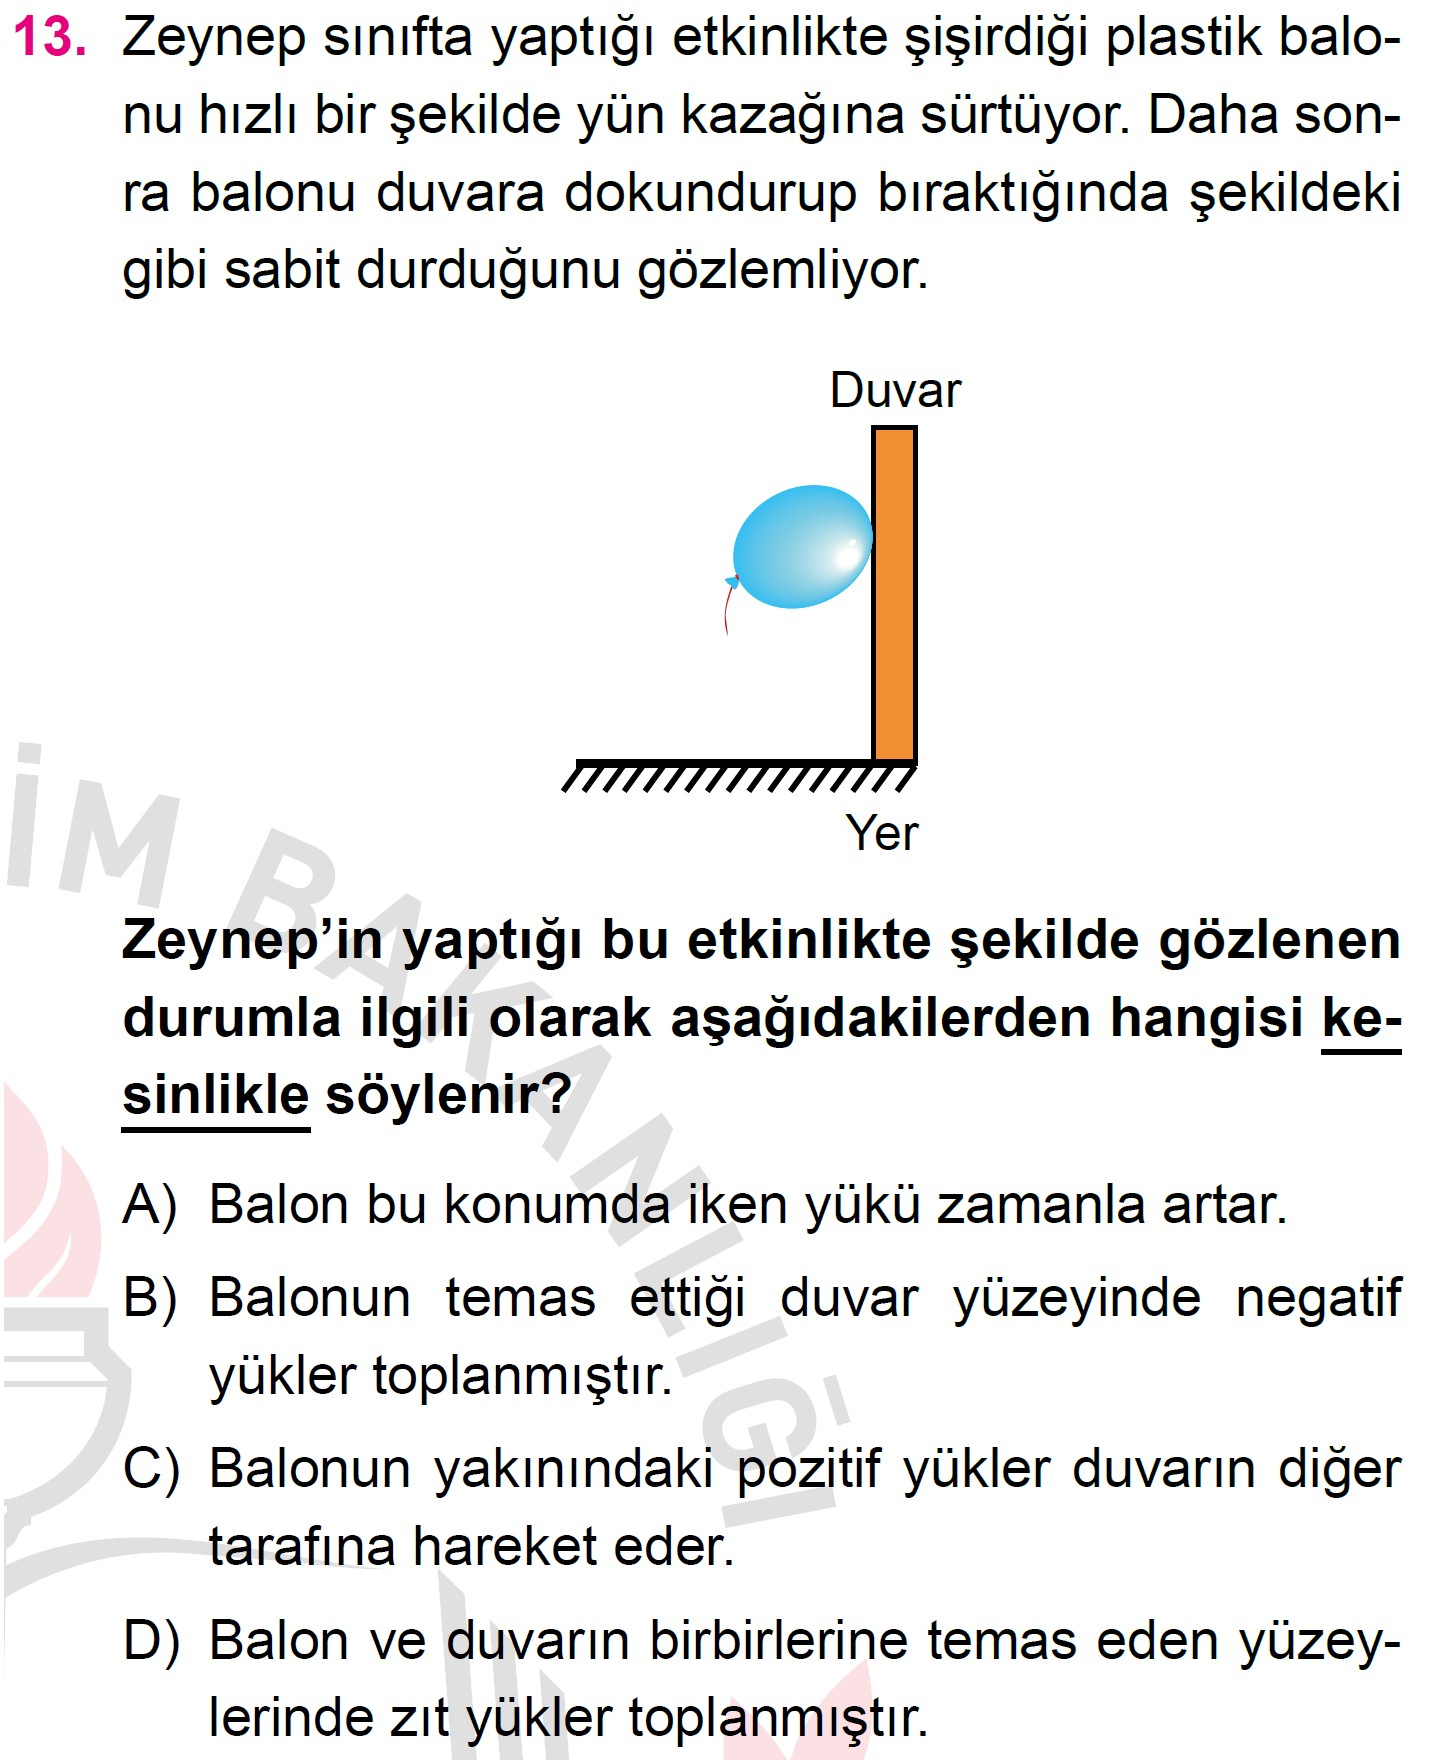 13. Zeynep sınıfta yaptığı etkinlikte şişirdiği plastik balo-
nu hızlı bir şekilde yün kazağına sürtüyor. Daha son-
ra balonu duvara dokundurup bıraktığında şekildeki
gibi sabit durduğunu gözlemliyor.
Duvar
Yer
İM BAKANLIĞI
Zeynep’in yaptığı bu etkinlikte şekilde gözlenen
durumla ilgili olarak aşağıdakilerden hangisi ke-
sinlikle söylenir?
A) Balon bu konumda iken yükü zamanla artar.
B) Balonun temas ettiği duvar yüzeyinde negatif
yükler toplanmıştır.
C) Balonun yakınındaki pozitif yükler duvarın diğer
tarafına hareket eder.
D) Balon ve duvarın birbirlerine temas eden yüzey-
lerinde zıt yükler toplanmıştır.